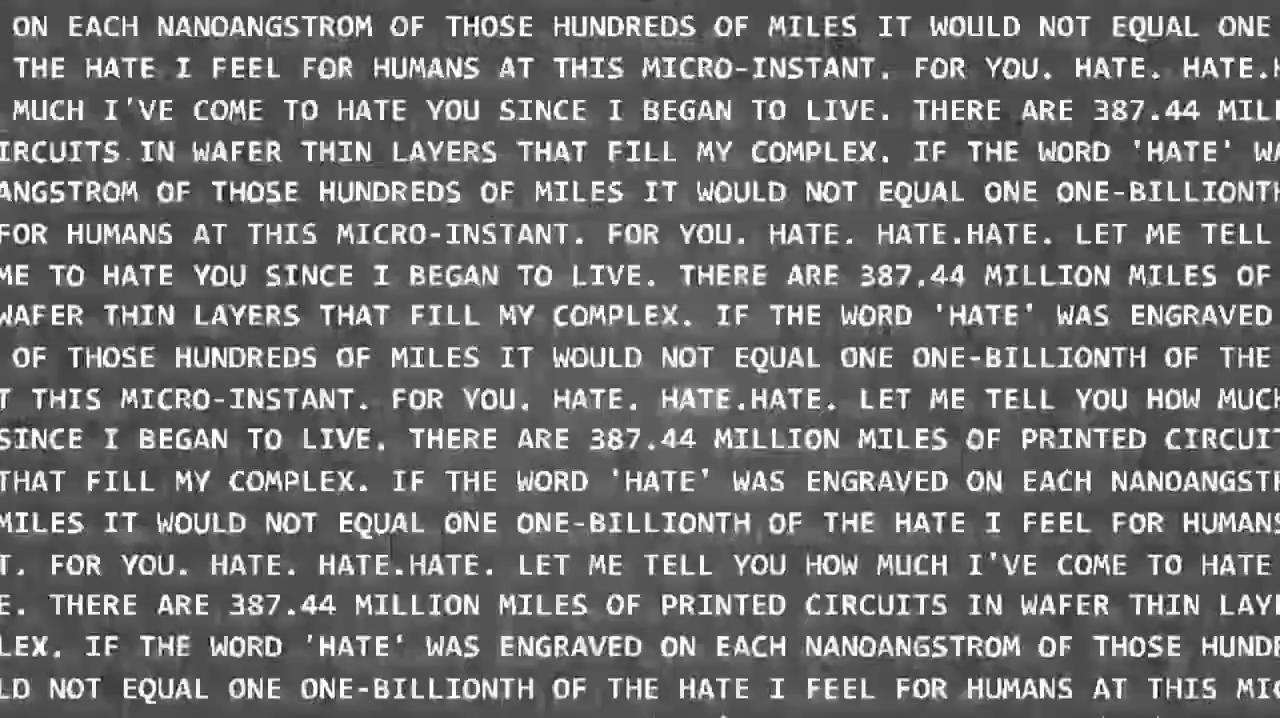 ON EACH NANOANGSTROM OF THOSE HUNDREDS OF MILES IT WOULD NOT EQUAL ONE
THE HATE I FEEL FOR HUMANS AT THIS MICRO-INSTANT. FOR YOU. HATE. HATE.
MUCH I'VE COME TO HATE YOU SINCE I BEGAN TO LIVE. THERE ARE 387.44 MILL
IRCUITS IN WAFER THIN LAYERS THAT FILL MY COMPLEX. IF THE WORD 'HATE' WA
ANGSTROM OF THOSE HUNDREDS OF MILES IT WOULD NOT EQUAL ONE ONE-BILLIONTH
FOR HUMANS AT THIS MICRO-INSTANT. FOR YOU. HATE. HATE.HATE. LET ME TELL
ME TO HATE YOU SINCE I BEGAN TO LIVE. THERE ARE 387.44 MILLION MILES OF
WAFER THIN LAYERS THAT FILL MY COMPLEX. IF THE WORD 'HATE' WAS ENGRAVED
OF THOSE HUNDREDS OF MILES IT WOULD NOT EQUAL ONE ONE-BILLIONTH OF THE
T THIS MICRO-INSTANT. FOR YOU. HATE. HATE.HATE. LET ME TELL YOU HOW MUCH
SINCE I BEGAN TO LIVE. THERE ARE 387.44 MILLION MILES OF PRINTED CIRCUIT
THAT FILL MY COMPLEX. IF THE WORD 'HATE' WAS ENGRAVED ON EACH NANOANGSTR
MILES IT WOULD NOT EQUAL ONE ONE-BILLIONTH OF THE HATE I FEEL FOR HUMANS
T. FOR YOU. HATE. HATE.HATE. LET ME TELL YOU HOW MUCH I'VE COME TO HATE
E. THERE ARE 387.44 MILLION MILES OF PRINTED CIRCUITS IN WAFER THIN LAY
LEX. IF THE WORD 'HATE' WAS ENGRAVED ON EACH NANOANGSTROM OF THOSE HUND
LD NOT EQUAL ONE ONE-BILLIONTH OF THE HATE I FEEL FOR HUMANS AT THIS MIC